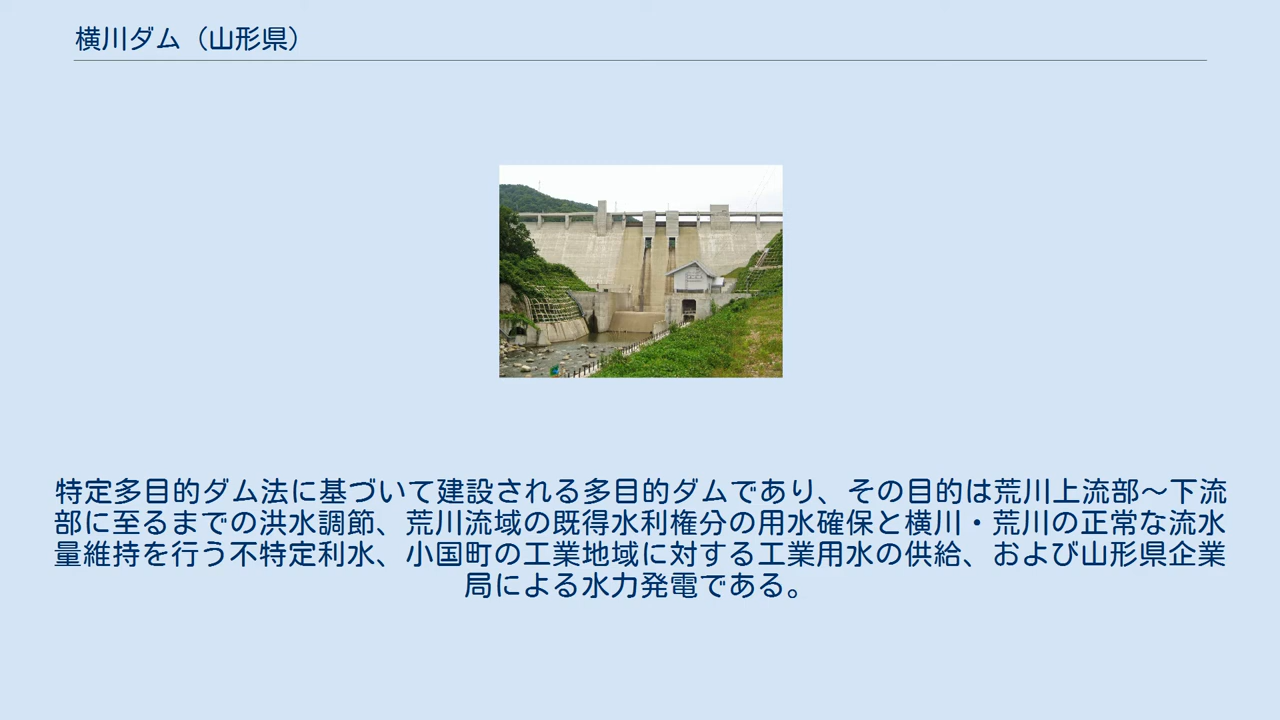 横川ダム（山形県）
特定多目的ダム法に基づいて建設される多目的ダムであり、その目的は荒川上流部～下流
部に至るまでの洪水調節、荒川流域の既得水利権分の用水確保と横川・荒川の正常な流水
量維持を行う不特定利水、小国町の工業地域に対する工業用水の供給、および山形県企業
局による水力発電である。